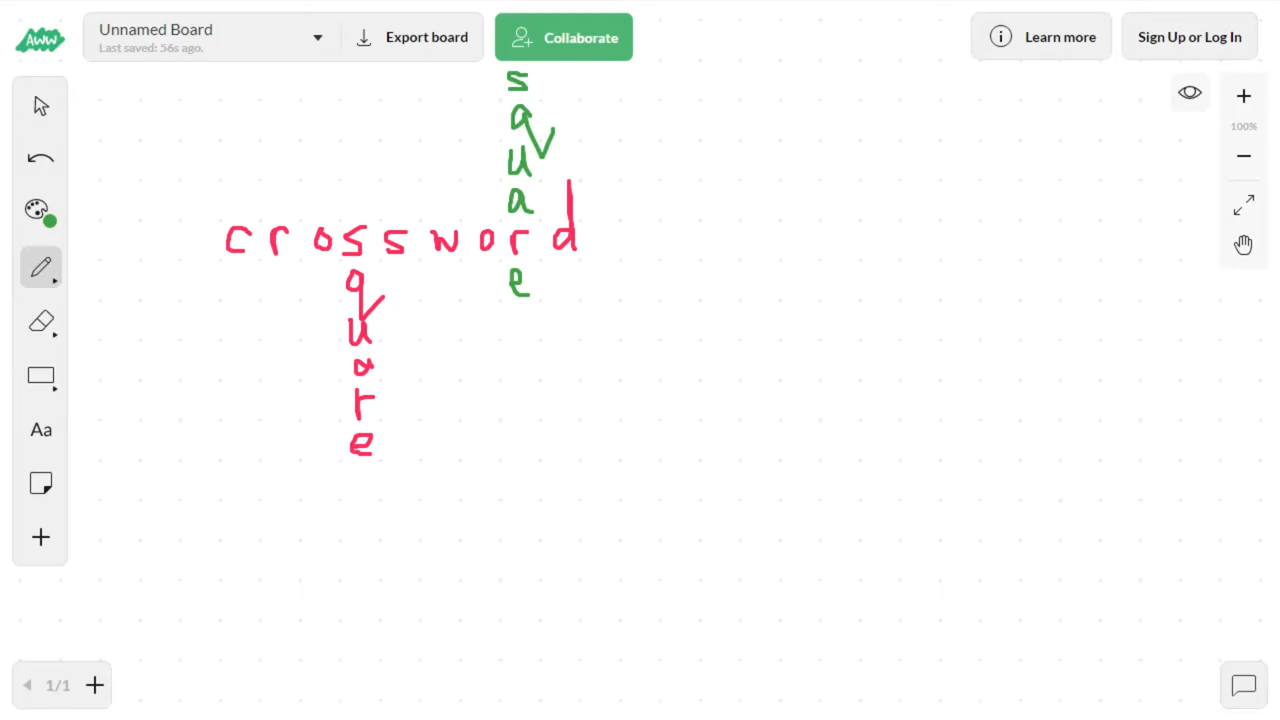 AWW
Unnamed Board
Last saved: 56s ago.
Export board
Collaborate
Learn more
Sign Up or Log In
100%
s
q
u
a
crossword
e
q
u
a
r
e
Aa
1/1